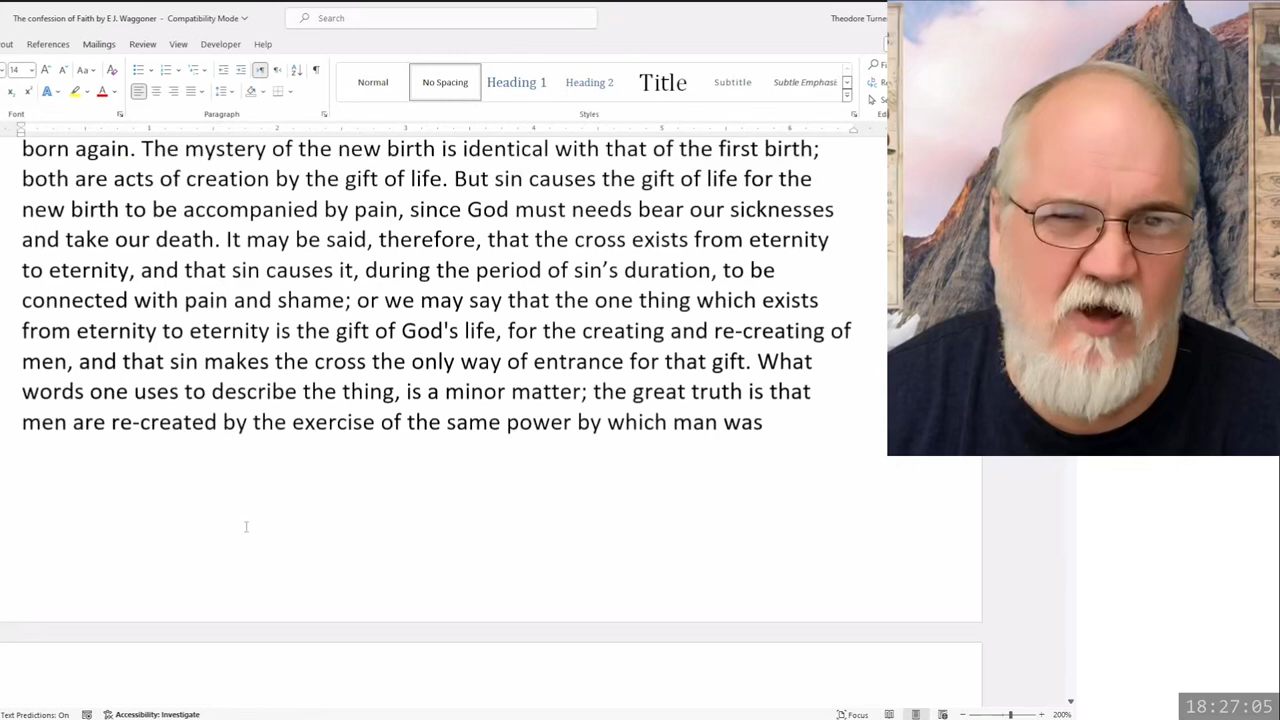 The confession of Faith by E J. Waggoner - Compatibility Mode
Search
Theodore Turner
out References Mailings Review View Developer Help
14 A A Aa A
Normal No Spacing Heading 1 Heading 2 Title Subtitle Subtle Emphasi
Font Paragraph Styles
1 2 3 4 5 6
born again. The mystery of the new birth is identical with that of the first birth;
both are acts of creation by the gift of life. But sin causes the gift of life for the
new birth to be accompanied by pain, since God must needs bear our sicknesses
and take our death. It may be said, therefore, that the cross exists from eternity
to eternity, and that sin causes it, during the period of sin’s duration, to be
connected with pain and shame; or we may say that the one thing which exists
from eternity to eternity is the gift of God's life, for the creating and re-creating of
men, and that sin makes the cross the only way of entrance for that gift. What
words one uses to describe the thing, is a minor matter; the great truth is that
men are re-created by the exercise of the same power by which man was
Text Predictions: On Accessibility: Investigate Focus 200%
18:27:05